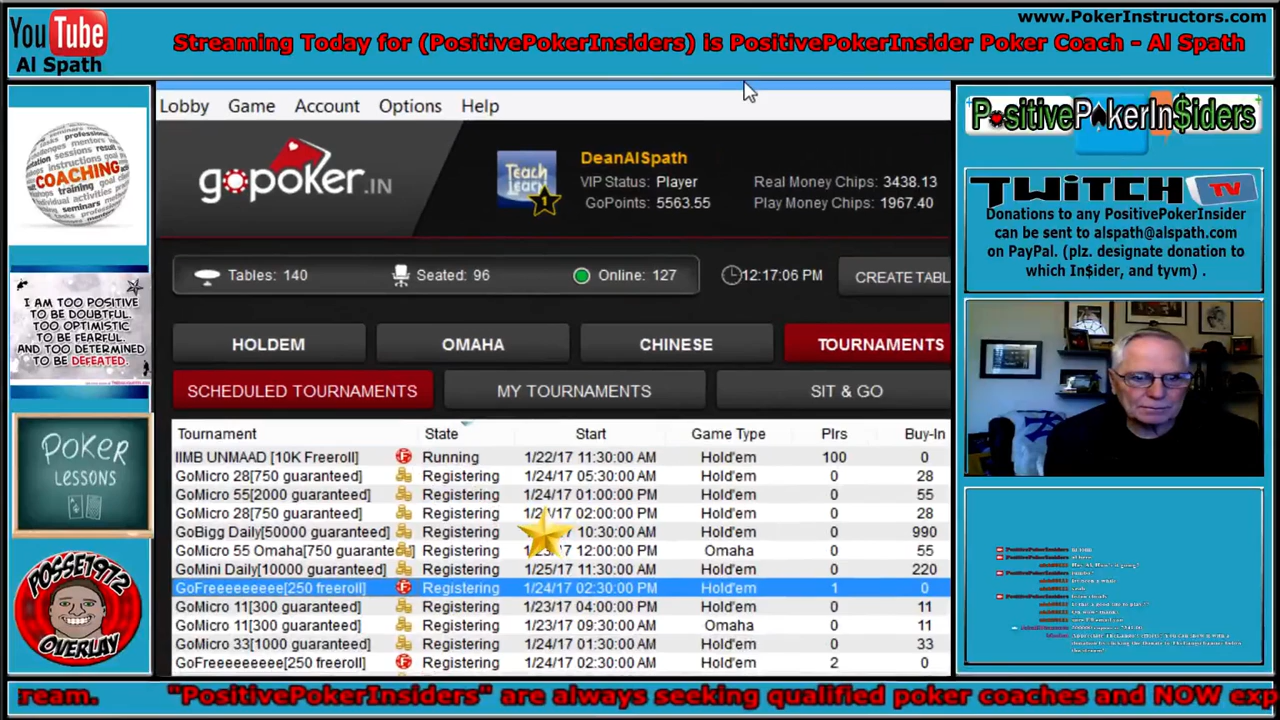 www.PokerInstructors.com
You Tube
Al Spath
Streaming Today for (PositivePokerInsiders) is PositivePokerInsider Poker Coach - Al Spath
COACHING
I AM TOO POSITIVE
TO BE DOUBTFUL.
TOO OPTIMISTIC
TO BE FEARFUL.
AND TOO DETERMINED
TO BE DEFEATED.
POKER
LESSONS
POSSE1972
OVERLAY
Lobby Game Account Options Help
gopoker.IN
Teach
DeanAlSpath
VIP Status: Player Real Money Chips: 3438.13
GoPoints: 5563.55 Play Money Chips: 1967.40
1
Tables: 140 Seated: 96 Online: 127 12:17:06 PM CREATE TABL
HOLDEM OMAHA CHINESE TOURNAMENTS
SCHEDULED TOURNAMENTS MY TOURNAMENTS SIT & GO
Tournament State Start Game Type Plrs Buy-In
IIMB UNMAAD [10K Freeroll] Running 1/22/17 11:30:00 AM Hold'em 100 0
GoMicro 28[750 guaranteed] Registering 1/24/17 05:30:00 AM Hold'em 0 28
GoMicro 55[2000 guaranteed] Registering 1/24/17 01:00:00 PM Hold'em 0 55
GoMicro 28[750 guaranteed] Registering 02:00:00 PM Hold'em 0 28
GoBigg Daily[50000 guaranteed] Registering 10:30:00 AM Hold'em 0 990
GoMicro 55 Omaha[750 guarante Registering 12:00:00 PM Omaha 0 55
GoMini Daily[10000 Registering 11:30:00 AM Hold'em 0 220
GoFreeeeeeeee[250 freeroll] Registering 1/24/17 02:30:00 PM Hold'em 1 0
GoMicro 11[300 guaranteed] Registering 1/23/17 04:00:00 PM Hold'em 0 11
GoMicro 11[300 guaranteed] Registering 09:30:00 AM Omaha 0 11
GoMicro 33[1000 guaranteed] Registering 1/24/17 01:30:00 AM Hold'em 0 33
GoFreeeeeeeee[250 freeroll] Registering 1/24/17 02:30:00 PM Hold'em 2 0
PositivePokerIn$iders
TWITCH TV
Donations to any PositivePokerInsider
can be sent to alspath@alspath.com
on PayPal. (plz. designate donation to
which In$ider, and tyvm) .
ream. "PositivePokerInsiders" are always seeking qualified poker coaches and NOW exp